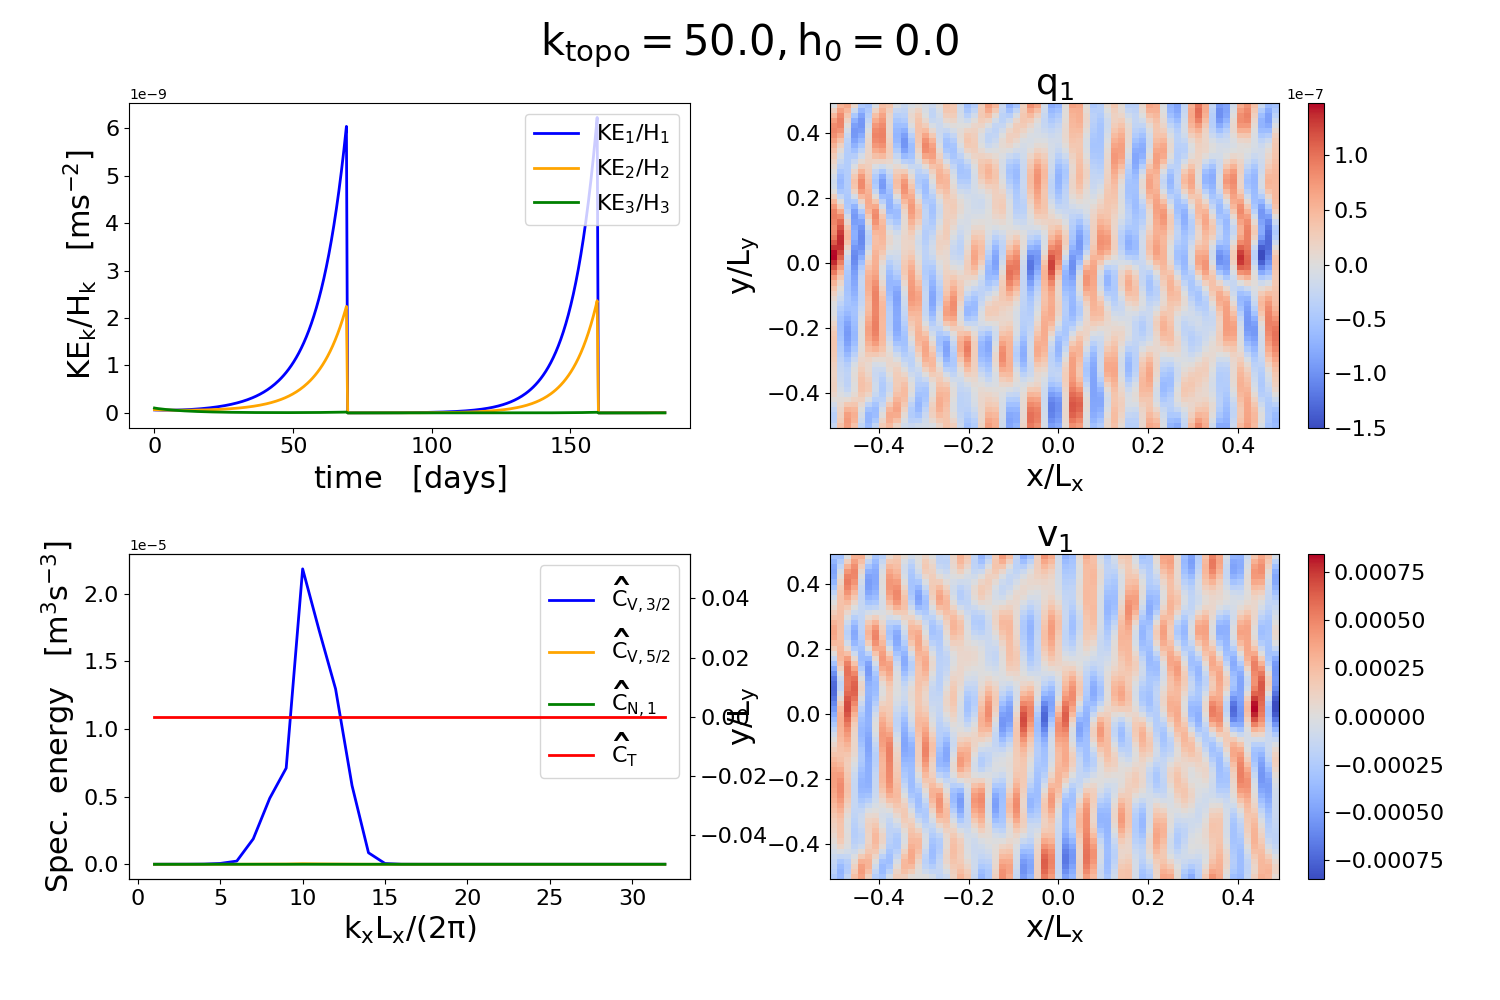 k_topo = 50.0, h_0 = 0.0
1e−9
KE_k/H_k [ms^−2]
6
5
4
3
2
1
0
KE_1/H_1
KE_2/H_2
KE_3/H_3
0 50 100 150
time [days]
q_1
y/L_y
0.4
0.2
0.0
−0.2
−0.4
−0.4 −0.2 0.0 0.2 0.4
x/L_x
1e−7
1.0
0.5
0.0
−0.5
−1.0
−1.5
1e−5
Spec. energy [m^3s^−3]
2.0
1.5
1.0
0.5
0.0
Ĉ_V,3/2
Ĉ_V,5/2
Ĉ_N,1
Ĉ_T
0.04
0.02
0.00
−0.02
−0.04
0 5 10 15 20 25 30
k_xL_x/(2π)
v_1
y/L_y
0.4
0.2
0.0
−0.2
−0.4
−0.4 −0.2 0.0 0.2 0.4
x/L_x
0.00075
0.00050
0.00025
0.00000
−0.00025
−0.00050
−0.00075